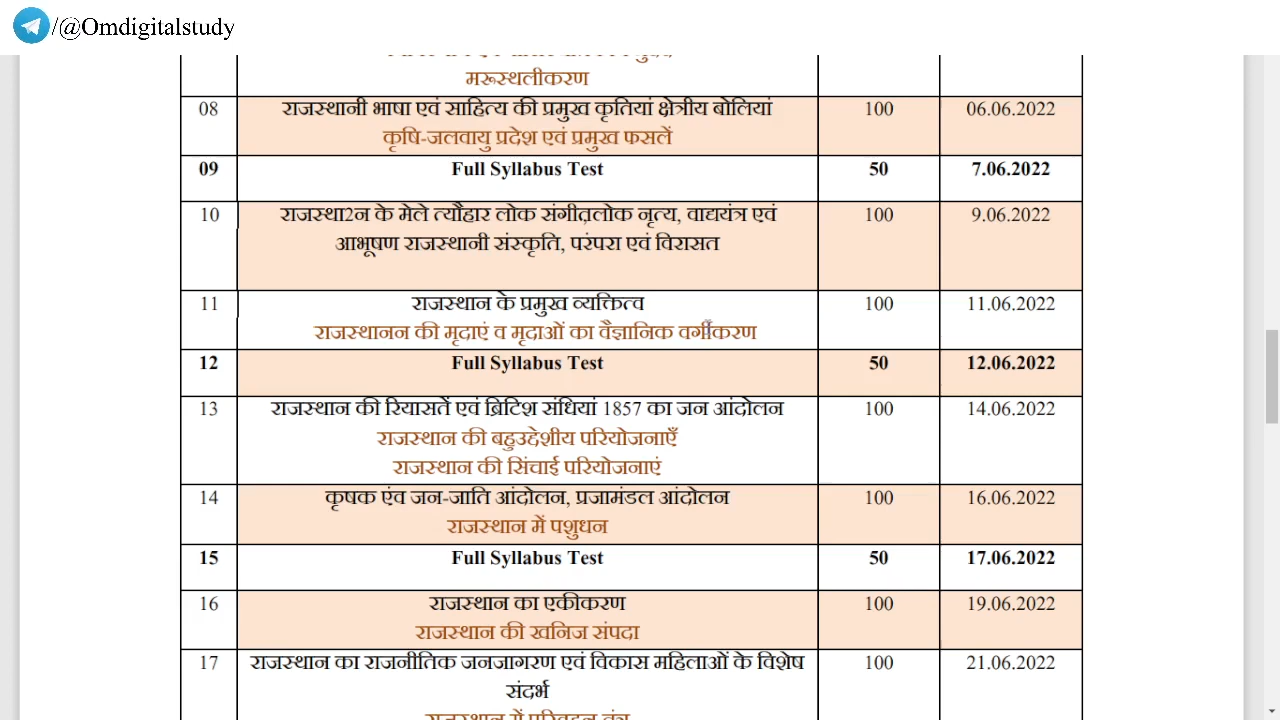 /@Omdigitalstudy
मरूस्थलीकरण
08 राजस्थानी भाषा एवं साहित्य की प्रमुख कृतियां क्षेत्रीय बोलियां 100 06.06.2022
कृषि-जलवायु प्रदेश एवं प्रमुख फसलें
09 Full Syllabus Test 50 7.06.2022
10 राजस्था2न के मेले त्यौहार लोक संगीत,लोक नृत्य, वाद्ययंत्र एवं 100 9.06.2022
आभूषण राजस्थानी संस्कृति, परंपरा एवं विरासत
11 राजस्थान के प्रमुख व्यक्तित्व 100 11.06.2022
राजस्थानन की मृदाएं व मृदाओं का वैज्ञानिक वर्गीकरण
12 Full Syllabus Test 50 12.06.2022
13 राजस्थान की रियासतें एवं ब्रिटिश संधियां 1857 का जन आंदोलन 100 14.06.2022
राजस्थान की बहुउद्देशीय परियोजनाएँ
राजस्थान की सिंचाई परियोजनाएं
14 कृषक एंव जन-जाति आंदोलन, प्रजामंडल आंदोलन 100 16.06.2022
राजस्थान में पशुधन
15 Full Syllabus Test 50 17.06.2022
16 राजस्थान का एकीकरण 100 19.06.2022
राजस्थान की खनिज संपदा
17 राजस्थान का राजनीतिक जनजागरण एवं विकास महिलाओं के विशेष 100 21.06.2022
संदर्भ
राजस्थान में परिवहन तंत्र